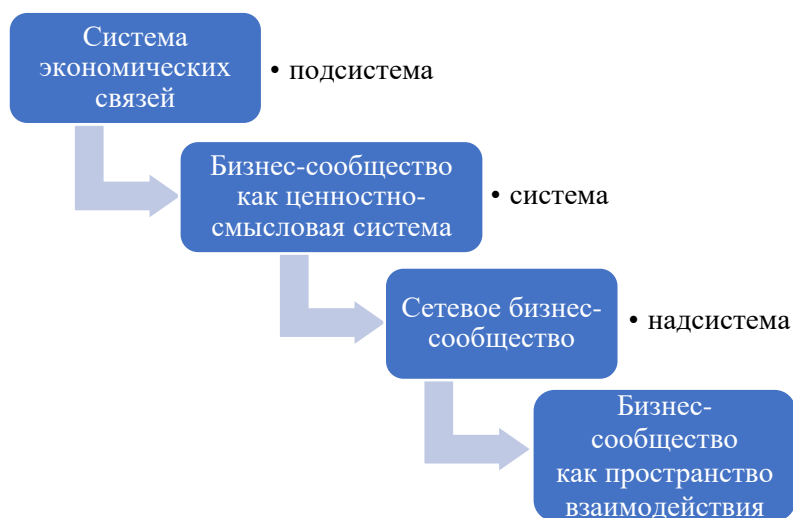 Система
экономических
связей
• подсистема
Бизнес-сообщество
как ценностно-
смысловая система
• система
Сетевое бизнес-
сообщество
• надсистема
Бизнес-
сообщество
как пространство
взаимодействия